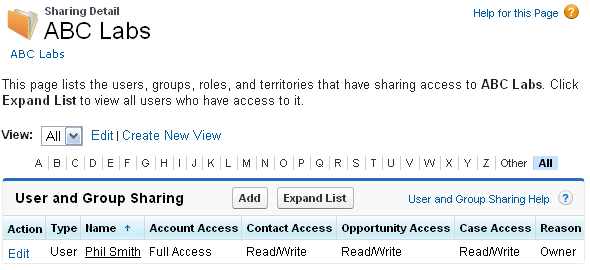 Sharing Detail
ABC Labs
Help for this Page ?
ABC Labs
This page lists the users, groups, roles, and territories that have sharing access to ABC Labs. Click
Expand List to view all users who have access to it.
View: All Edit | Create New View
A | B | C | D | E | F | G | H | I | J | K | L | M | N | O | P | Q | R | S | T | U | V | W | X | Y | Z | Other All
User and Group Sharing Add Expand List User and Group Sharing Help ?
Action Type Name ↑ Account Access Contact Access Opportunity Access Case Access Reason
Edit User Phil Smith Full Access Read/Write Read/Write Read/Write Owner